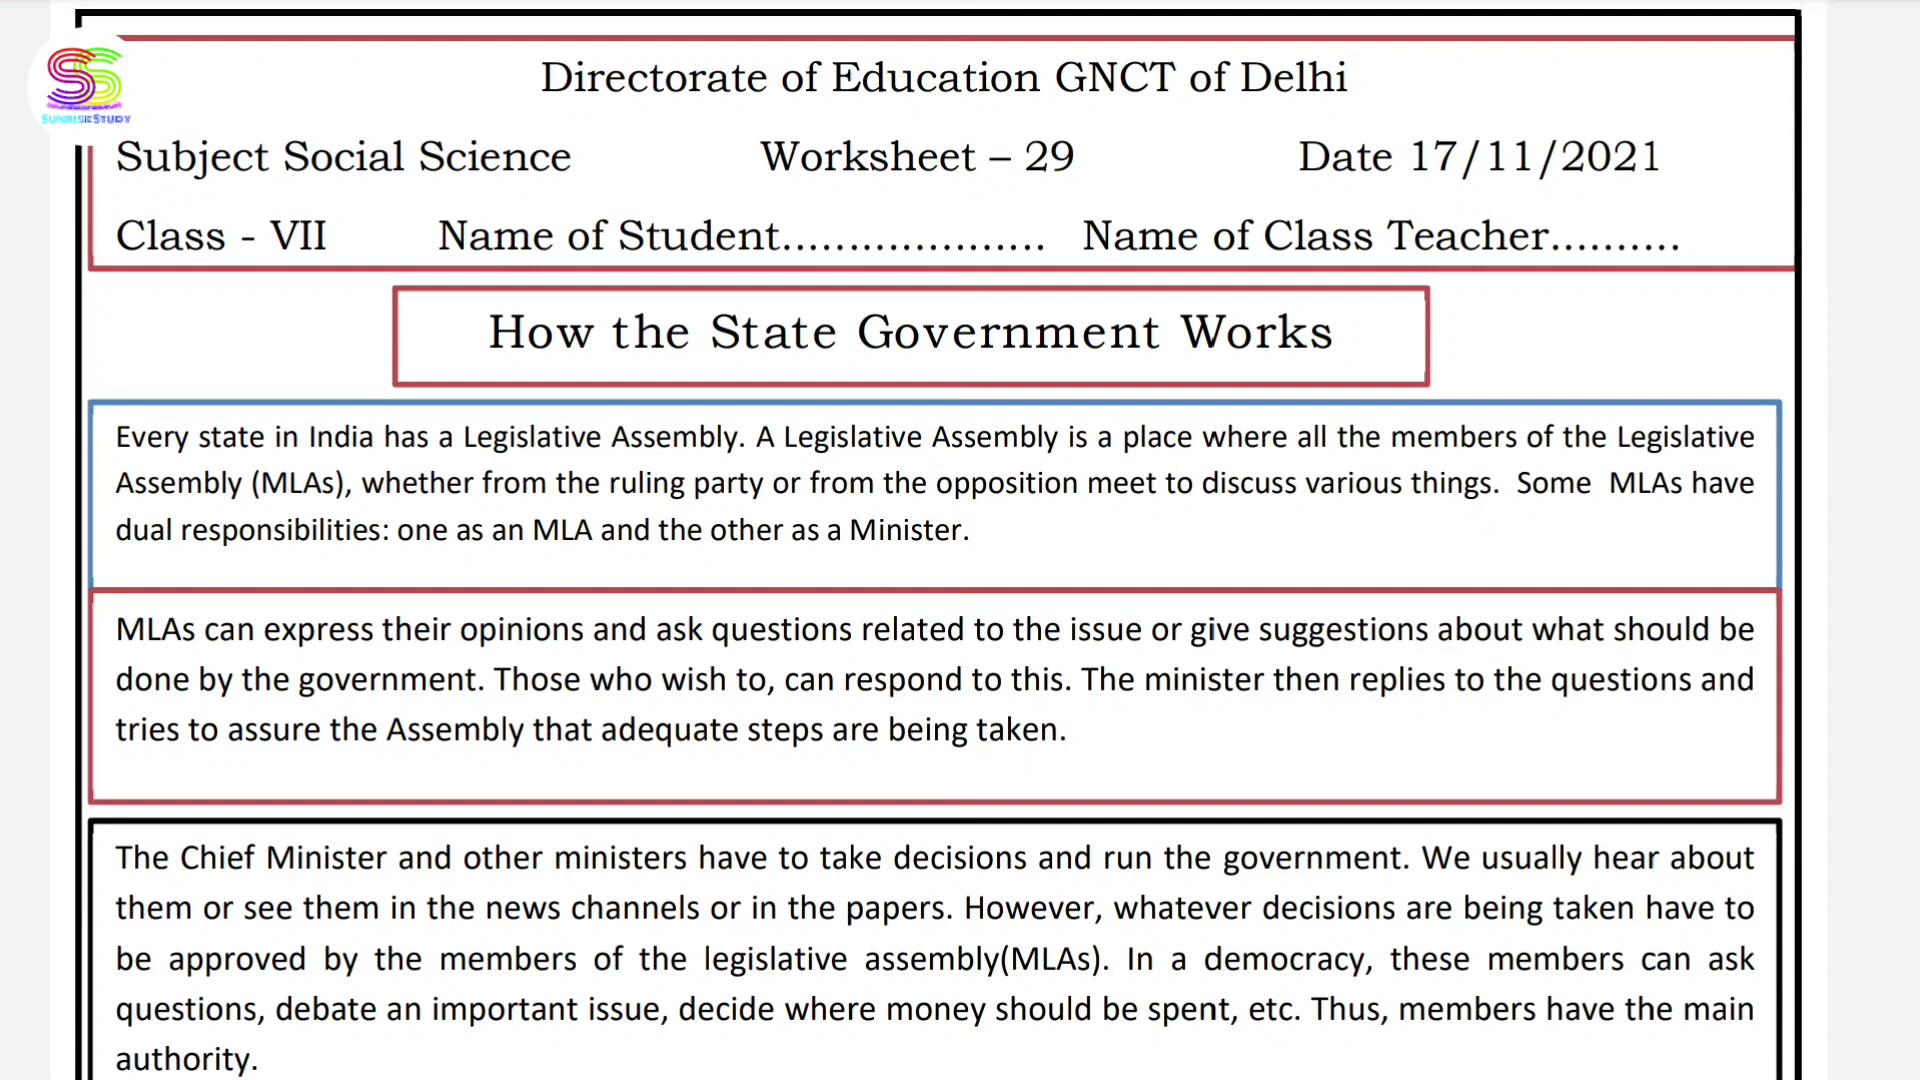 SS
SUNRISESTUDY
Directorate of Education GNCT of Delhi
Subject Social Science Worksheet – 29 Date 17/11/2021
Class - VII Name of Student.................... Name of Class Teacher..........
How the State Government Works
Every state in India has a Legislative Assembly. A Legislative Assembly is a place where all the members of the Legislative
Assembly (MLAs), whether from the ruling party or from the opposition meet to discuss various things. Some MLAs have
dual responsibilities: one as an MLA and the other as a Minister.
MLAs can express their opinions and ask questions related to the issue or give suggestions about what should be
done by the government. Those who wish to, can respond to this. The minister then replies to the questions and
tries to assure the Assembly that adequate steps are being taken.
The Chief Minister and other ministers have to take decisions and run the government. We usually hear about
them or see them in the news channels or in the papers. However, whatever decisions are being taken have to
be approved by the members of the legislative assembly(MLAs). In a democracy, these members can ask
questions, debate an important issue, decide where money should be spent, etc. Thus, members have the main
authority.